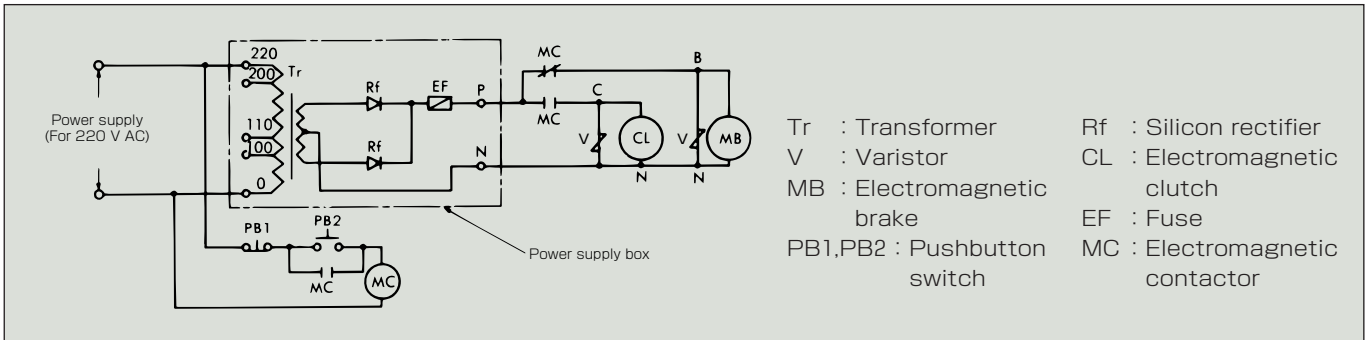 220
200
Tr
110
100
0
Rf
Rf
EF
P
N
MC
MC
C
B
V
CL
V
MB
N
N
Power supply
(For 220 V AC)
PB1
PB2
MC
MC
Power supply box
Tr : Transformer
V : Varistor
MB : Electromagnetic
brake
PB1,PB2 : Pushbutton
switch
Rf : Silicon rectifier
CL : Electromagnetic
clutch
EF : Fuse
MC : Electromagnetic
contactor